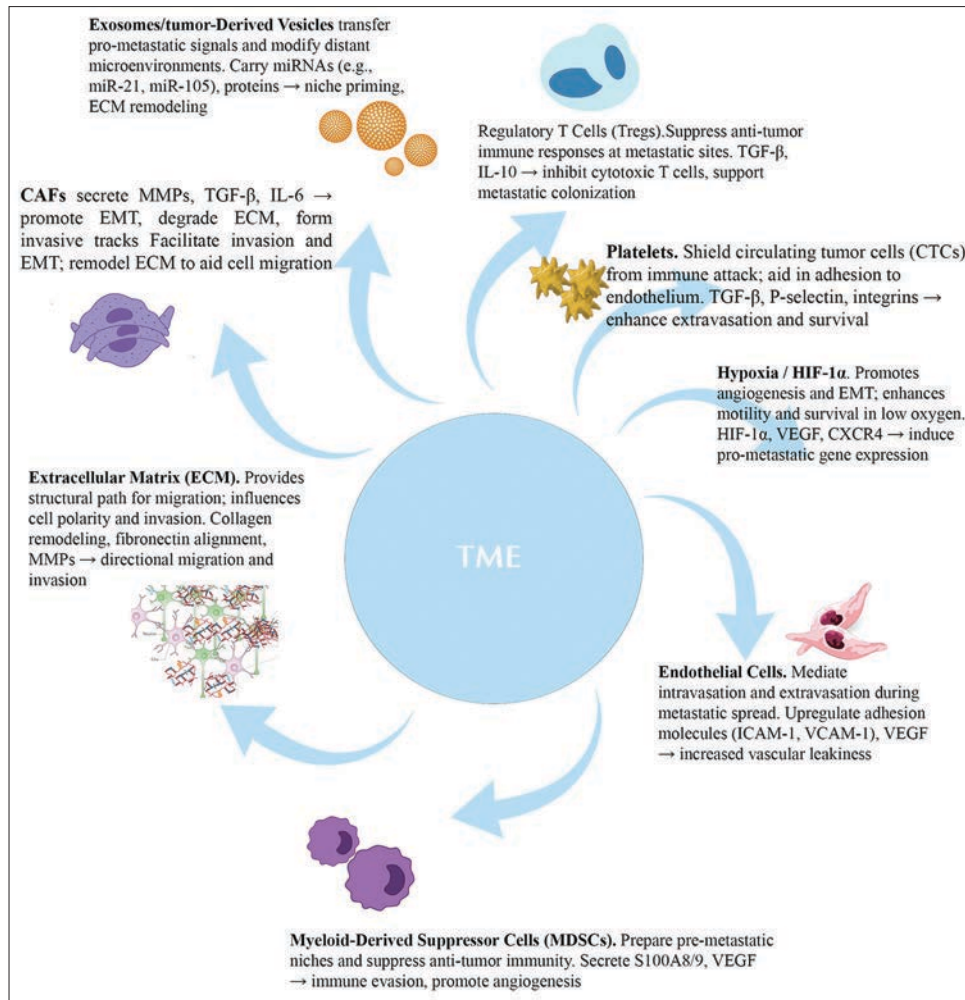 Exosomes/tumor-Derived Vesicles transfer
pro-metastatic signals and modify distant
microenvironments. Carry miRNAs (e.g.,
miR-21, miR-105), proteins → niche priming,
ECM remodeling
Regulatory T Cells (Tregs).Suppress anti-tumor
immune responses at metastatic sites. TGF-β,
IL-10 → inhibit cytotoxic T cells, support
metastatic colonization
CAFs secrete MMPs, TGF-β, IL-6 →
promote EMT, degrade ECM, form
invasive tracks Facilitate invasion and
EMT; remodel ECM to aid cell migration
Platelets. Shield circulating tumor cells (CTCs)
from immune attack; aid in adhesion to
endothelium. TGF-β, P-selectin, integrins →
enhance extravasation and survival
Hypoxia / HIF-1α. Promotes
angiogenesis and EMT; enhances
motility and survival in low oxygen.
HIF-1α, VEGF, CXCR4 → induce
pro-metastatic gene expression
Extracellular Matrix (ECM). Provides
structural path for migration; influences
cell polarity and invasion. Collagen
remodeling, fibronectin alignment,
MMPs → directional migration and
invasion
TME
Endothelial Cells. Mediate
intravasation and extravasation during
metastatic spread. Upregulate adhesion
molecules (ICAM-1, VCAM-1), VEGF
→ increased vascular leakiness
Myeloid-Derived Suppressor Cells (MDSCs). Prepare pre-metastatic
niches and suppress anti-tumor immunity. Secrete S100A8/9, VEGF
→ immune evasion, promote angiogenesis